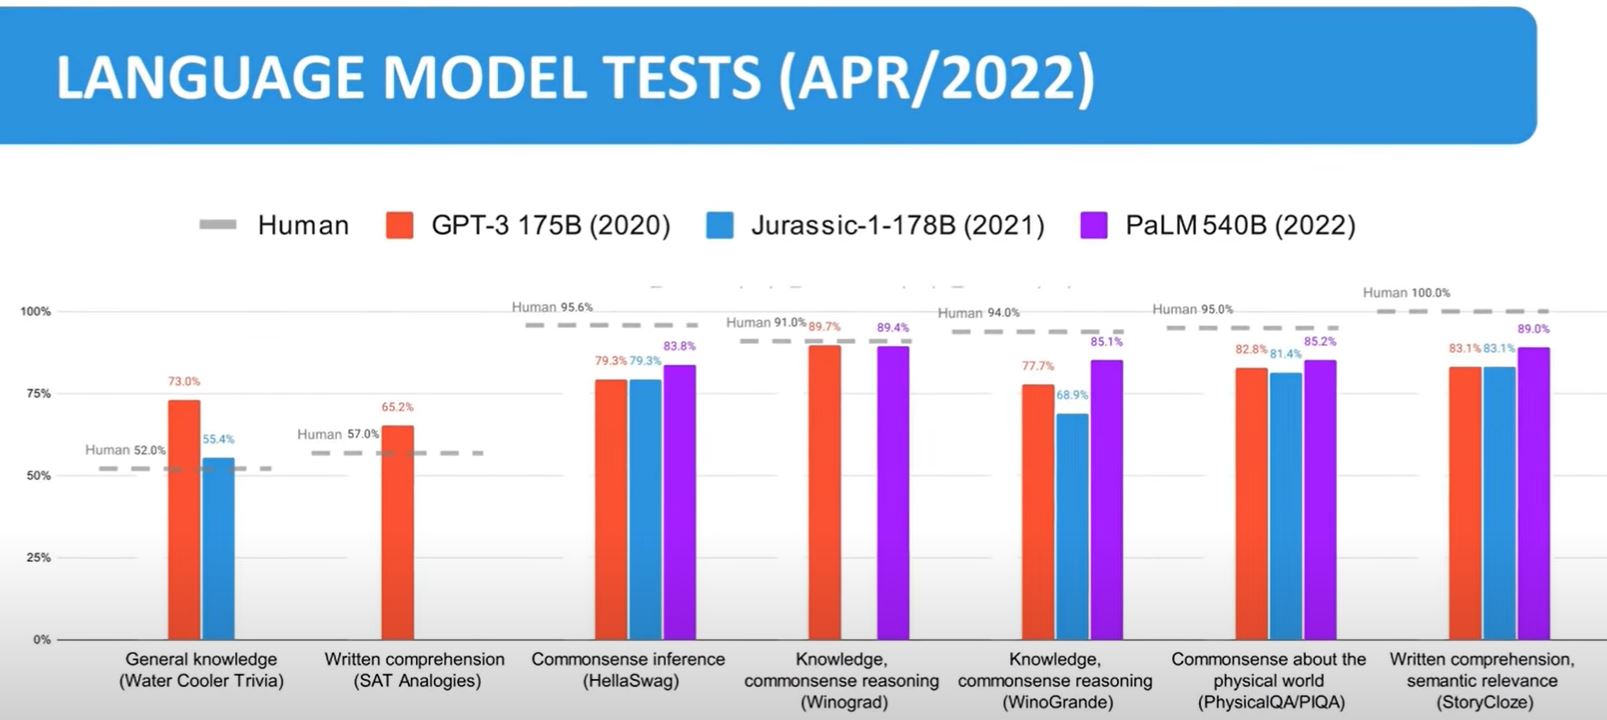 LANGUAGE MODEL TESTS (APR/2022)
Human GPT-3 175B (2020) Jurassic-1-178B (2021) PaLM 540B (2022)
100%
75%
50%
25%
0%
Human 52.0%
73.0%
55.4%
General knowledge
(Water Cooler Trivia)
Human 57.0%
65.2%
Written comprehension
(SAT Analogies)
Human 95.6%
79.3%
79.3%
83.8%
Commonsense inference
(HellaSwag)
Human 91.0%
89.7%
89.4%
Knowledge,
commonsense reasoning
(Winograd)
Human 94.0%
77.7%
68.9%
85.1%
Knowledge,
commonsense reasoning
(WinoGrande)
Human 95.0%
82.8%
81.4%
85.2%
Commonsense about the
physical world
(PhysicalQA/PIQA)
Human 100.0%
83.1%
83.1%
89.0%
Written comprehension,
semantic relevance
(StoryCloze)